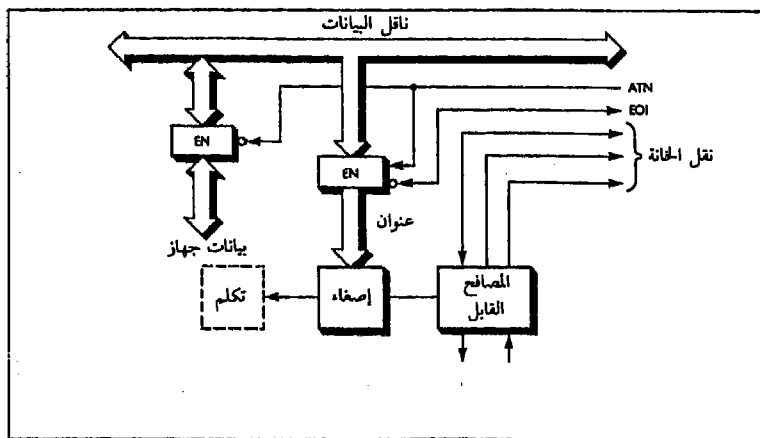 ناقل البيانات
ATN
EOI
نقل الخانة
EN
EN
عنوان
بيانات جهاز
تكلم
إصغاء
المصافح
القابل